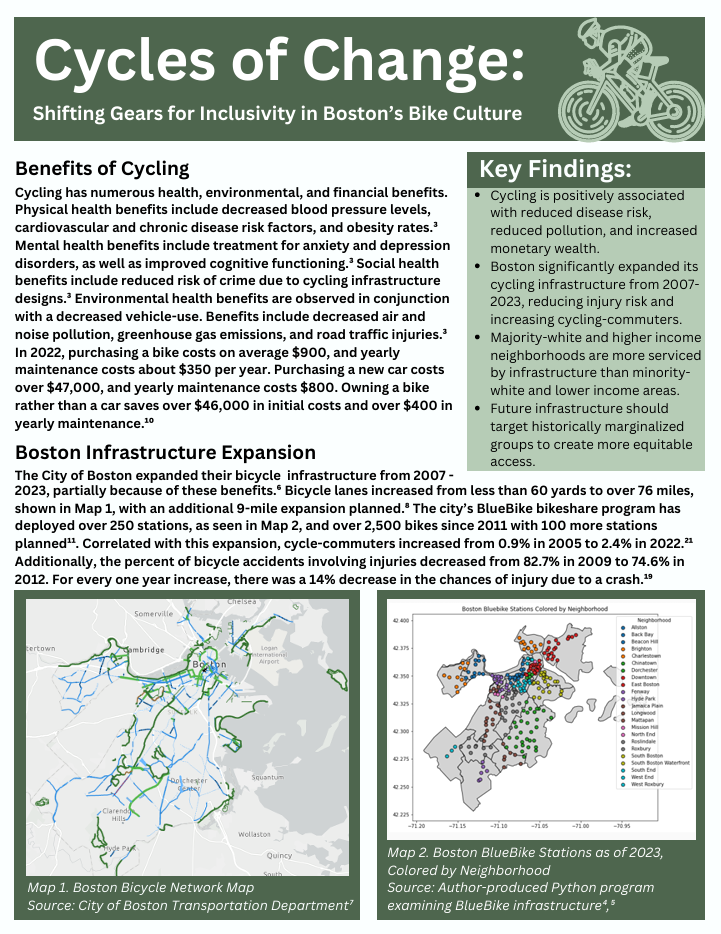 Cycles of Change:
Shifting Gears for Inclusivity in Boston's Bike Culture
Benefits of Cycling
Cycling has numerous health, environmental, and financial benefits.
Physical health benefits include decreased blood pressure levels,
cardiovascular and chronic disease risk factors, and obesity rates.³
Mental health benefits include treatment for anxiety and depression
disorders, as well as improved cognitive functioning.³ Social health
benefits include reduced risk of crime due to cycling infrastructure
designs.³ Environmental health benefits are observed in conjunction
with a decreased vehicle-use. Benefits include decreased air and
noise pollution, greenhouse gas emissions, and road traffic injuries.³
In 2022, purchasing a bike costs on average $900, and yearly
maintenance costs about $350 per year. Purchasing a new car costs
over $47,000, and yearly maintenance costs $800. Owning a bike
rather than a car saves over $46,000 in initial costs and over $400 in
yearly maintenance.¹⁰
Key Findings:
• Cycling is positively associated
with reduced disease risk,
reduced pollution, and increased
monetary wealth.
• Boston significantly expanded its
cycling infrastructure from 2007-
2023, reducing injury risk and
increasing cycling-commuters.
• Majority-white and higher income
neighborhoods are more serviced
by infrastructure than minority-
white and lower income areas.
• Future infrastructure should
target historically marginalized
groups to create more equitable
access.
Boston Infrastructure Expansion
The City of Boston expanded their bicycle infrastructure from 2007 -
2023, partially because of these benefits.⁶ Bicycle lanes increased from less than 60 yards to over 76 miles,
shown in Map 1, with an additional 9-mile expansion planned.⁸ The city's BlueBike bikeshare program has
deployed over 250 stations, as seen in Map 2, and over 2,500 bikes since 2011 with 100 more stations
planned¹¹. Correlated with this expansion, cycle-commuters increased from 0.9% in 2005 to 2.4% in 2022.²¹
Additionally, the percent of bicycle accidents involving injuries decreased from 82.7% in 2009 to 74.6% in
2012. For every one year increase, there was a 14% decrease in the chances of injury due to a crash.¹⁹
Chelsea
Somerville
tertown
Cambridge
Logan
International
Airport
Boston
Dorchester
Center
Squantum
Clarendon
Hills
Wollaston
Hyde Park
Quincy
Map 1. Boston Bicycle Network Map
Source: City of Boston Transportation Department⁷
Boston Bluebike Stations Colored by Neighborhood
42.400
42.375
42.350
42.325
42.300
42.275
42.250
42.225
−71.20
−71.15
−71.10
−71.05
−71.00
−70.95
Neighborhood
Allston
Back Bay
Beacon Hill
Brighton
Charlestown
Chinatown
Dorchester
Downtown
East Boston
Fenway
Hyde Park
Jamaica Plain
Longwood
Mattapan
Mission Hill
North End
Roslindale
Roxbury
South Boston
South Boston Waterfront
South End
West End
West Roxbury
Map 2. Boston BlueBike Stations as of 2023,
Colored by Neighborhood
Source: Author-produced Python program
examining BlueBike infrastructure⁴,⁵